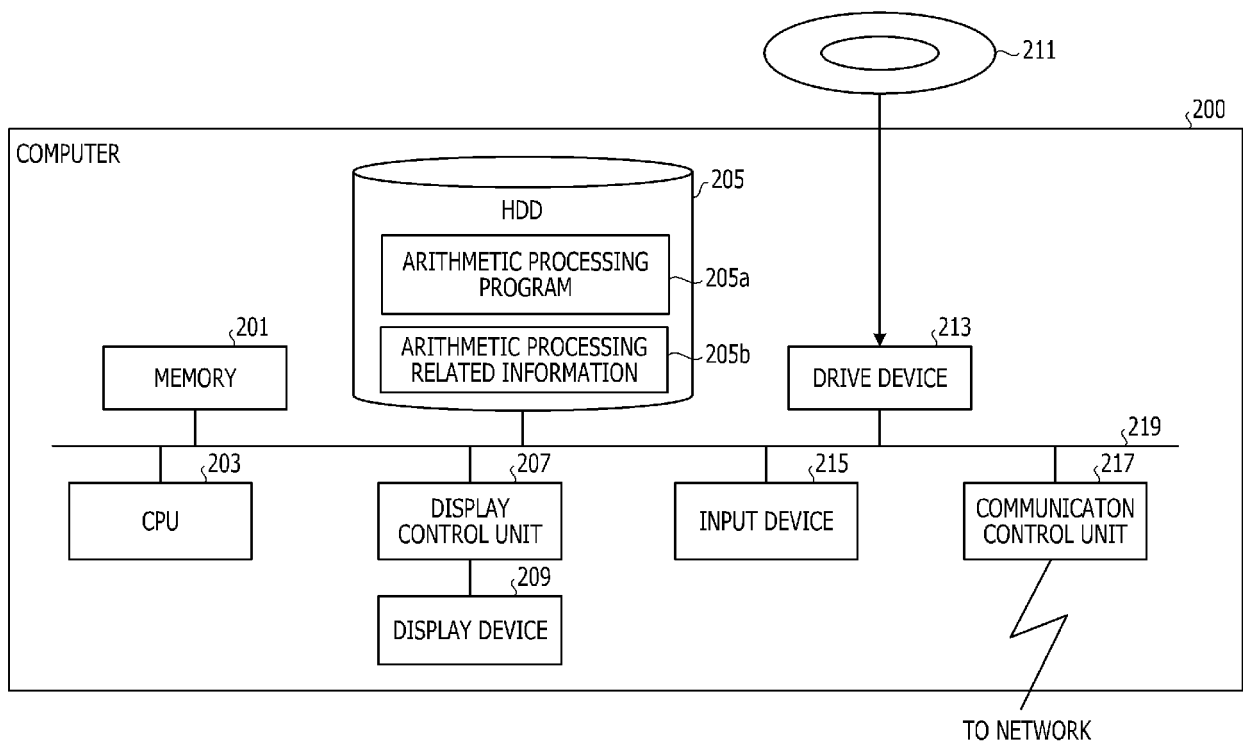 211
200
COMPUTER
205
HDD
ARITHMETIC PROCESSING
PROGRAM
205a
ARITHMETIC PROCESSING
RELATED INFORMATION
205b
201
MEMORY
213
DRIVE DEVICE
219
203
CPU
207
DISPLAY
CONTROL UNIT
215
INPUT DEVICE
217
COMMUNICATON
CONTROL UNIT
209
DISPLAY DEVICE
TO NETWORK